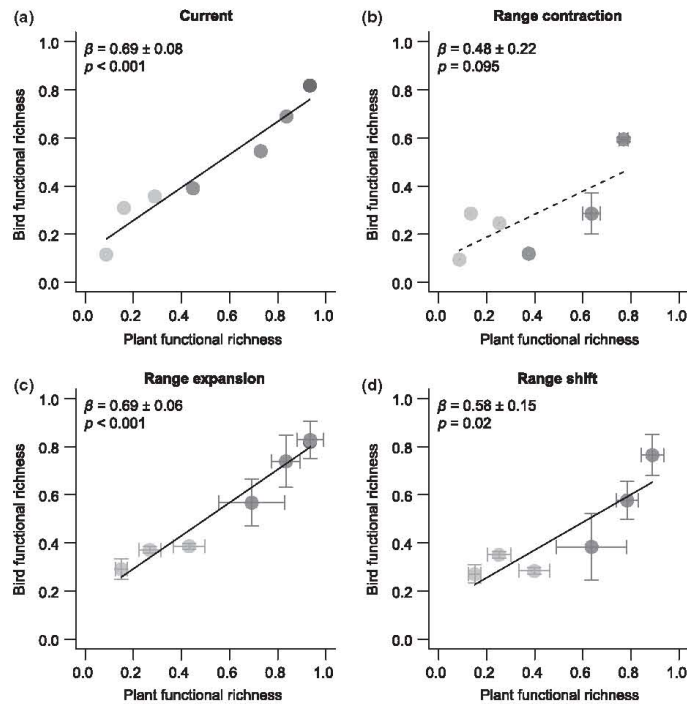 (a)
Current
β = 0.69 ± 0.08
p < 0.001
1.0
0.8
0.6
0.4
0.2
0.0
Bird functional richness
0.0 0.2 0.4 0.6 0.8 1.0
Plant functional richness
(b)
Range contraction
β = 0.48 ± 0.22
p = 0.095
1.0
0.8
0.6
0.4
0.2
0.0
Bird functional richness
0.0 0.2 0.4 0.6 0.8 1.0
Plant functional richness
(c)
Range expansion
β = 0.69 ± 0.06
p < 0.001
1.0
0.8
0.6
0.4
0.2
0.0
Bird functional richness
0.0 0.2 0.4 0.6 0.8 1.0
Plant functional richness
(d)
Range shift
β = 0.58 ± 0.15
p = 0.02
1.0
0.8
0.6
0.4
0.2
0.0
Bird functional richness
0.0 0.2 0.4 0.6 0.8 1.0
Plant functional richness